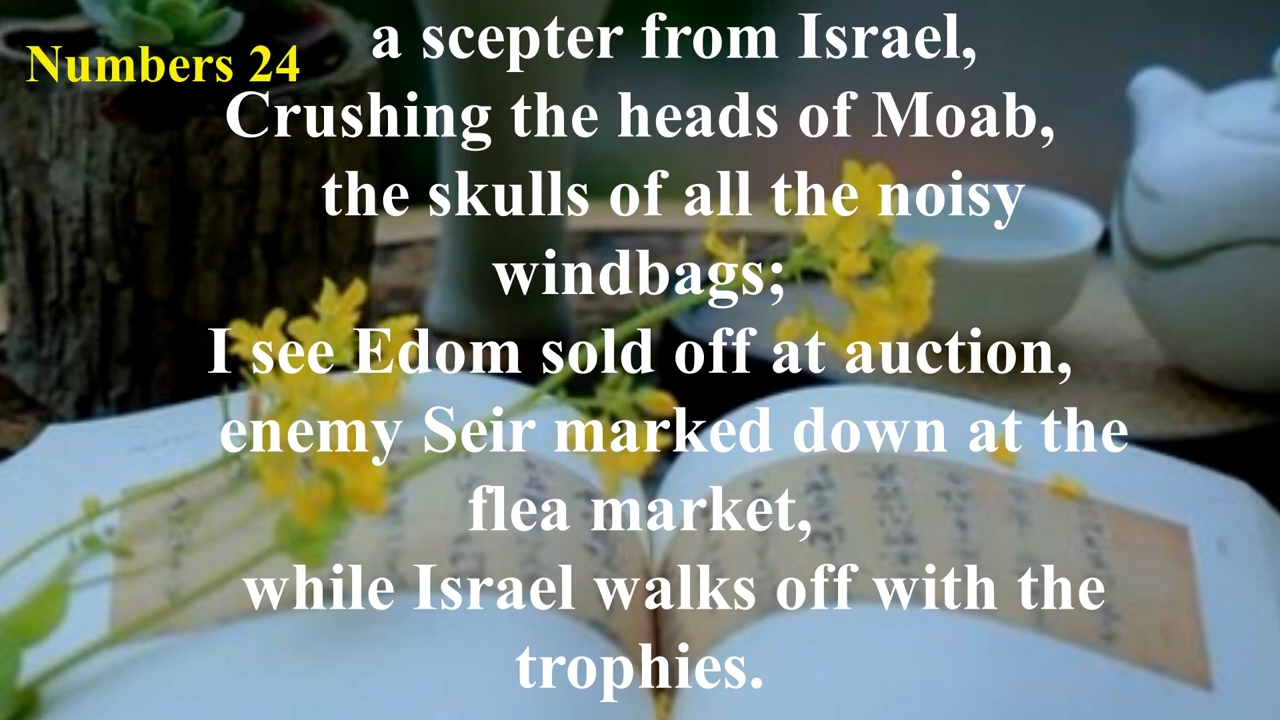 Numbers 24
a scepter from Israel,
Crushing the heads of Moab,
the skulls of all the noisy
windbags;
I see Edom sold off at auction,
enemy Seir marked down at the
flea market,
while Israel walks off with the
trophies.